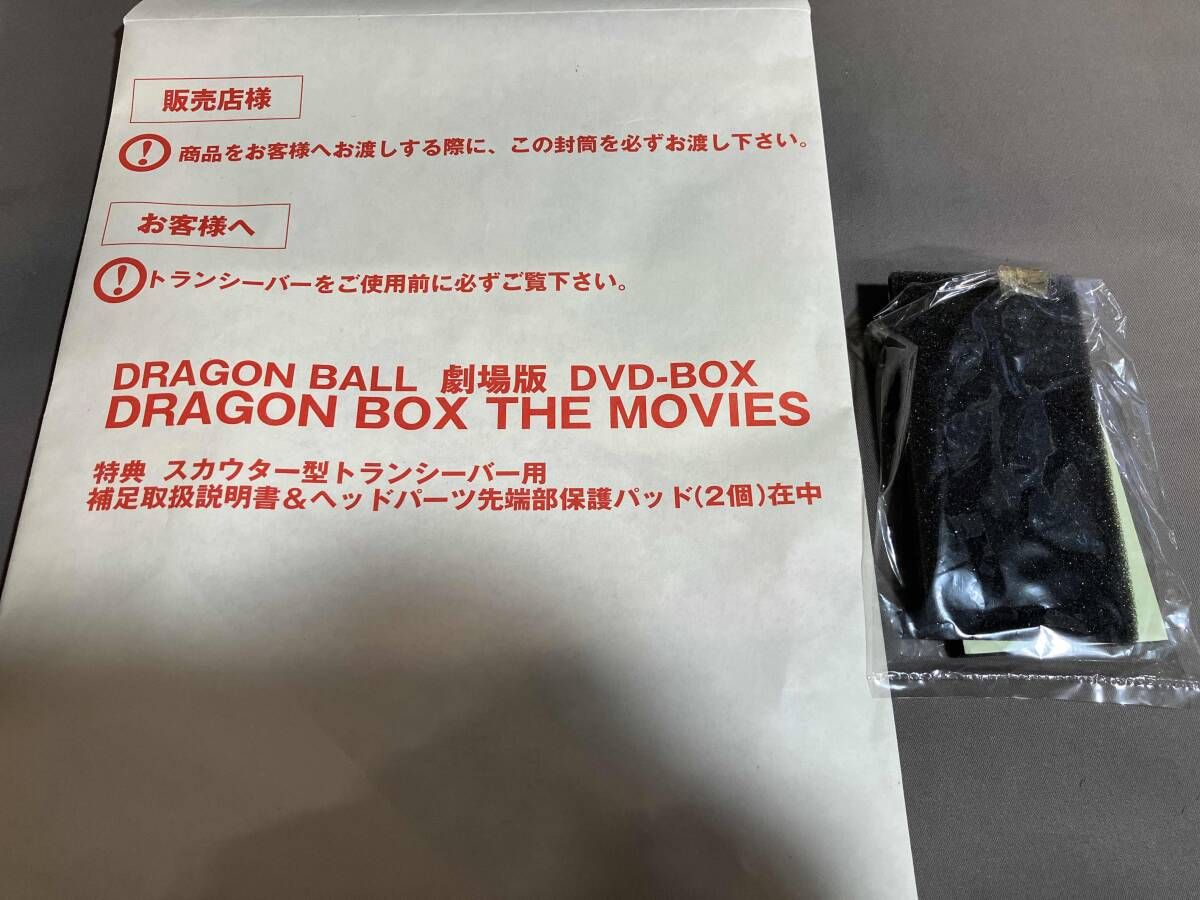 販売店様
商品をお客様へお渡しする際に、この封筒を必ずお渡し下さい。
お客様へ
トランシーバーをご使用前に必ずご覧下さい。
DRAGON BALL 劇場版 DVD-BOX
DRAGON BOX THE MOVIES
特典 スカウター型トランシーバー用
補足取扱説明書&ヘッドパーツ先端部保護パッド(2個)在中